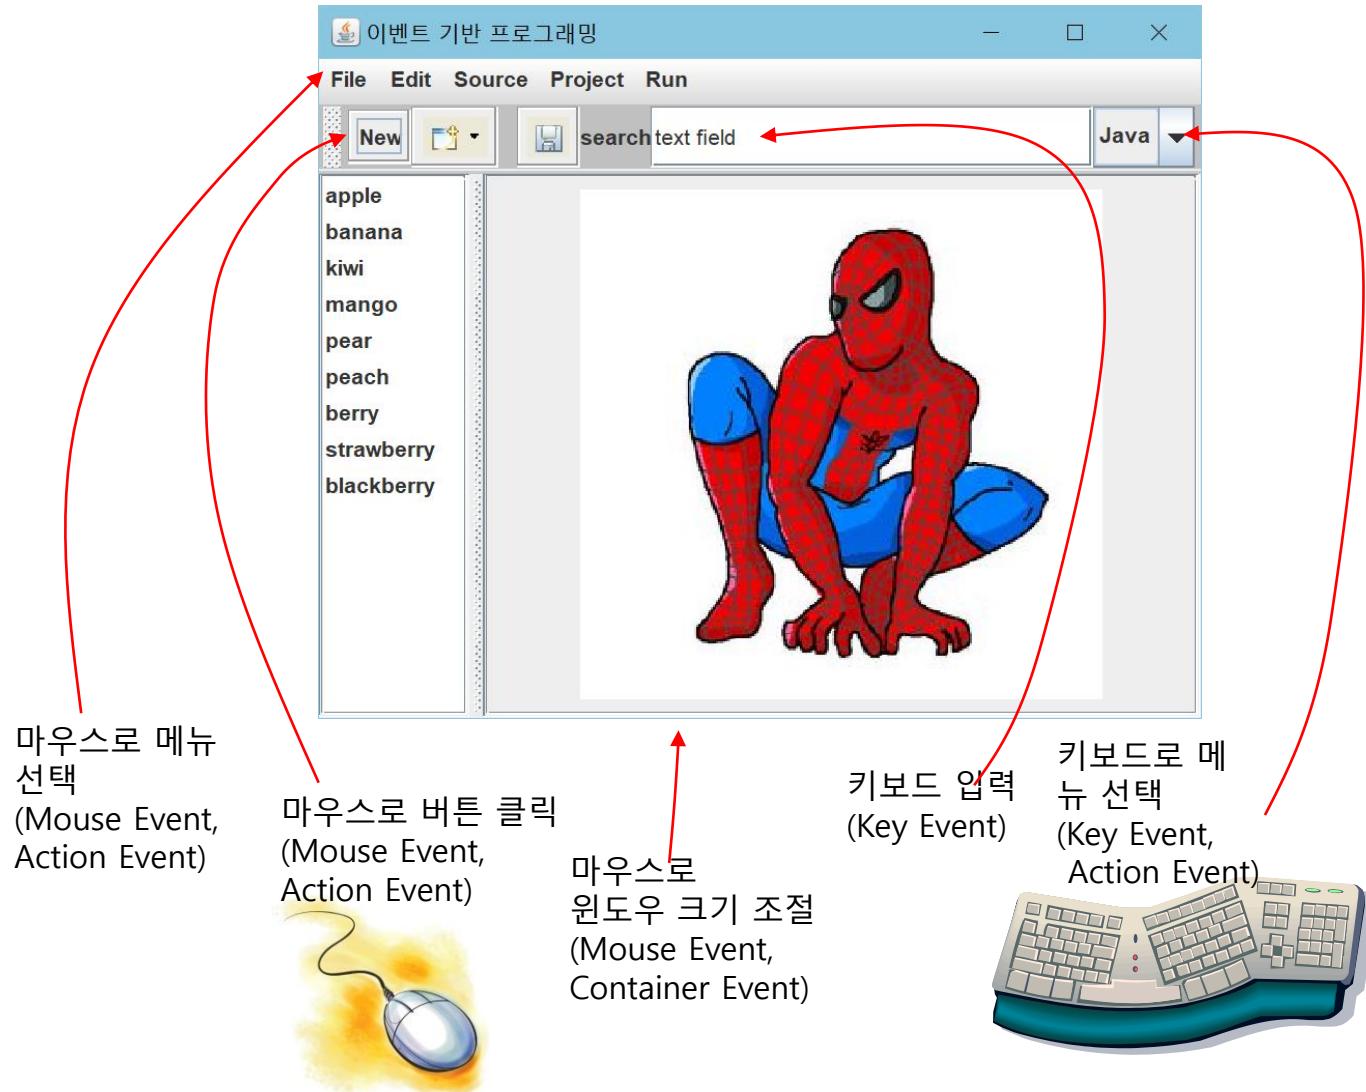 이벤트 기반 프로그래밍
File Edit Source Project Run
New search text field Java
apple
banana
kiwi
mango
pear
peach
berry
strawberry
blackberry
마우스로 메뉴
선택
(Mouse Event,
Action Event)
마우스로 버튼 클릭
(Mouse Event,
Action Event)
마우스로
윈도우 크기 조절
(Mouse Event,
Container Event)
키보드 입력
(Key Event)
키보드로 메
뉴 선택
(Key Event,
Action Event)